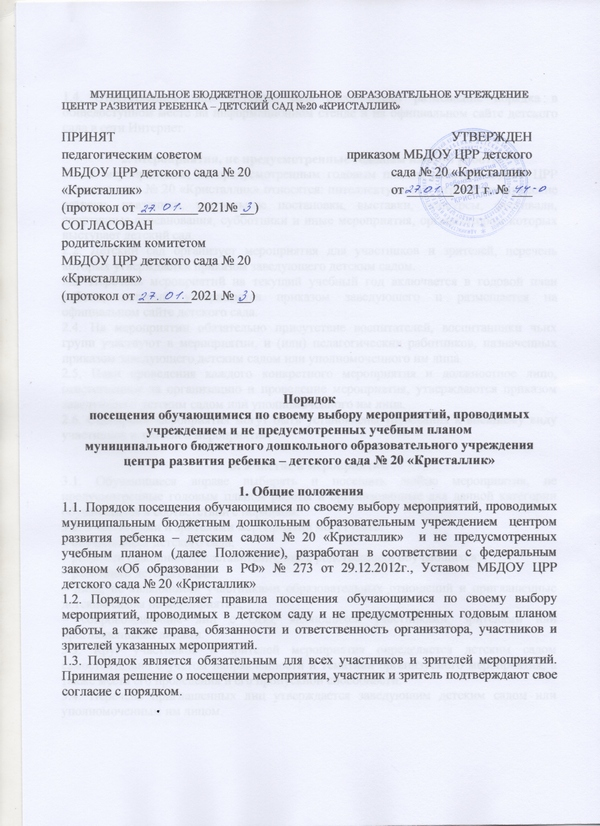 МУНИЦИПАЛЬНОЕ БЮДЖЕТНОЕ ДОШКОЛЬНОЕ ОБРАЗОВАТЕЛЬНОЕ УЧРЕЖДЕНИЕ
ЦЕНТР РАЗВИТИЯ РЕБЕНКА – ДЕТСКИЙ САД №20 «КРИСТАЛЛИК»
ПРИНЯТ
педагогическим советом
МБДОУ ЦРР детского сада № 20
«Кристаллик»
(протокол от 27.01. 2021№ 3)
СОГЛАСОВАН
родительским комитетом
МБДОУ ЦРР детского сада № 20
«Кристаллик»
(протокол от 27.01. 2021 № 3)
УТВЕРЖДЕН
приказом МБДОУ ЦРР детского
сада № 20 «Кристаллик»
от 27.01. 2021 г. № 44-О
Порядок
посещения обучающимися по своему выбору мероприятий, проводимых
учреждением и не предусмотренных учебным планом
муниципального бюджетного дошкольного образовательного учреждения
центра развития ребенка – детского сада № 20 «Кристаллик»
1. Общие положения
1.1. Порядок посещения обучающимися по своему выбору мероприятий, проводимых
муниципальным бюджетным дошкольным образовательным учреждением центром
развития ребенка – детским садом № 20 «Кристаллик» и не предусмотренных
учебным планом (далее Положение), разработан в соответствии с федеральным
законом «Об образовании в РФ» № 273 от 29.12.2012г., Уставом МБДОУ ЦРР
детского сада № 20 «Кристаллик»
1.2. Порядок определяет правила посещения обучающимися по своему выбору
мероприятий, проводимых в детском саду и не предусмотренных годовым планом
работы, а также права, обязанности и ответственность организатора, участников и
зрителей указанных мероприятий.
1.3. Порядок является обязательным для всех участников и зрителей мероприятий.
Принимая решение о посещении мероприятия, участник и зритель подтверждают свое
согласие с порядком.